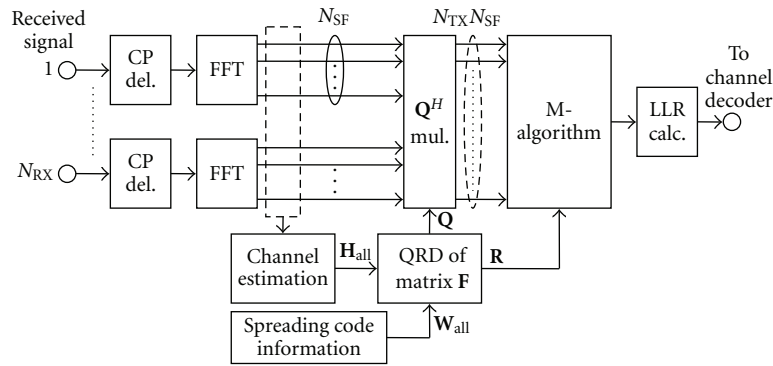 Received
signal
1
N_RX
CP
del.
CP
del.
FFT
FFT
N_SF
Q^H
mul.
N_TX N_SF
M-
algorithm
LLR
calc.
To
channel
decoder
Channel
estimation
H_all
Q
QRD of
matrix F
R
Spreading code
information
W_all